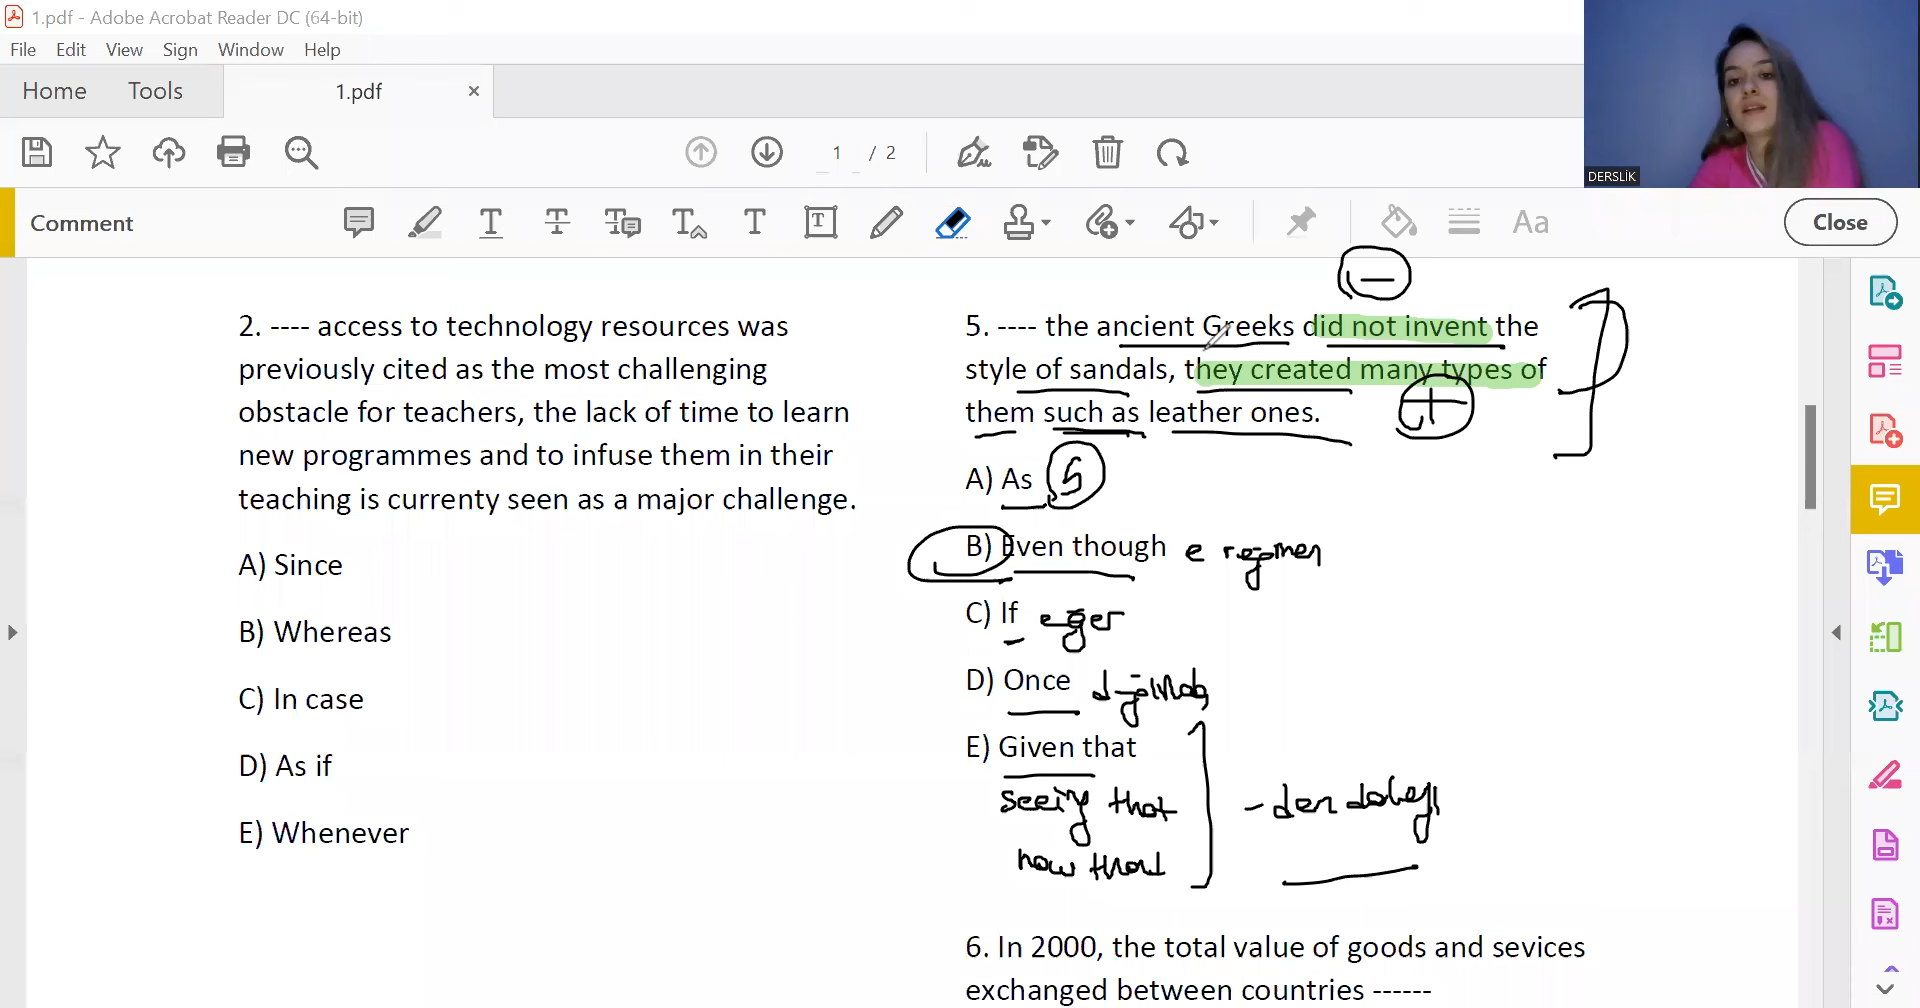 1.pdf - Adobe Acrobat Reader DC (64-bit)
File Edit View Sign Window Help
Home Tools 1.pdf ×
1 / 2
DERSLİK
Comment
T T T T T T Aa
Close
2. ---- access to technology resources was
previously cited as the most challenging
obstacle for teachers, the lack of time to learn
new programmes and to infuse them in their
teaching is currenty seen as a major challenge.
A) Since
B) Whereas
C) In case
D) As if
E) Whenever
5. ---- the ancient Greeks did not invent the
style of sandals, they created many types of
them such as leather ones.
A) As
B) Even though e rağmen
C) If eğer
D) Once
E) Given that
seeing that
now that
-den dolayı
6. In 2000, the total value of goods and sevices
exchanged between countries ------